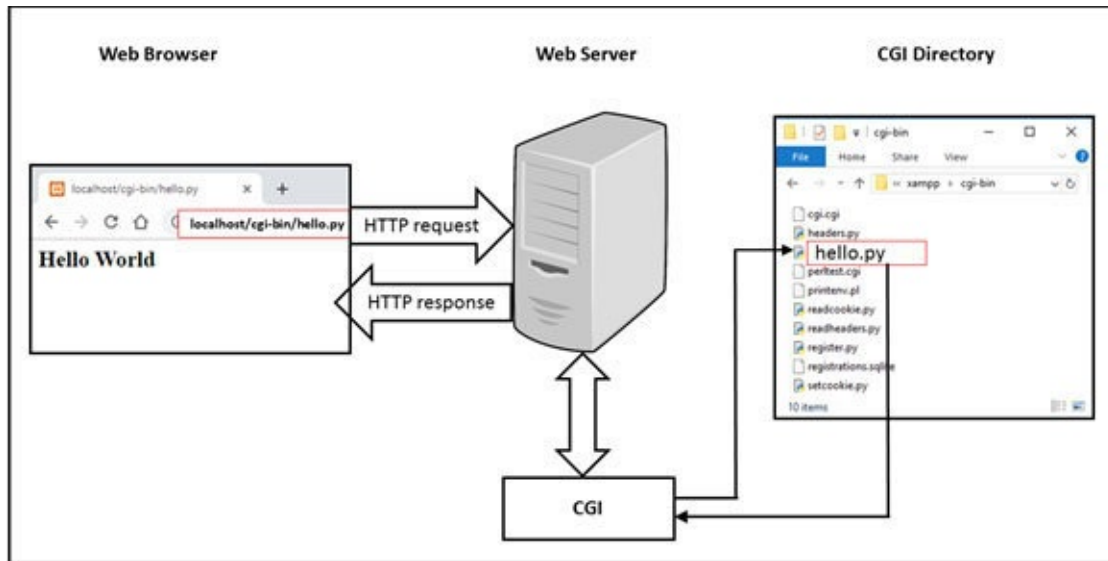 Web Browser
Web Server
CGI Directory
localhost/cgi-bin/hello.py
localhost/cgi-bin/hello.py
Hello World
HTTP request
HTTP response
CGI
cgi-bin
File Home Share View
xampp cgi-bin
cgi.cgi
headers.py
hello.py
perltest.cgi
printenv.pl
readcookie.py
readheaders.py
register.py
registrations.sqlite
setcookie.py
10 items